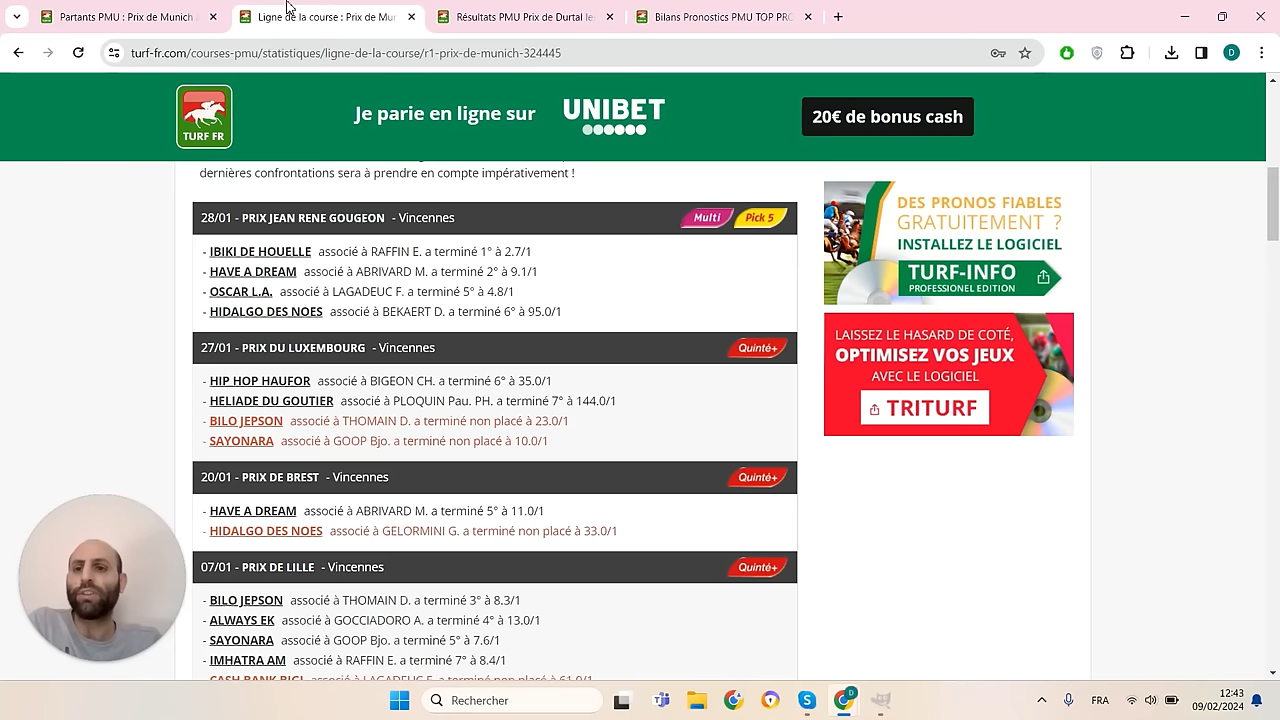 Partants PMU : Prix de Munich
Ligne de la course : Prix de Mu
Résultats PMU Prix de Durtal le
Bilans Pronostics PMU TOP PRO
turf-fr.com/courses-pmu/statistiques/ligne-de-la-course/r1-prix-de-munich-324445
D
TURF FR
Je parie en ligne sur
UNIBET
20€ de bonus cash
dernières confrontations sera à prendre en compte impérativement !
28/01 - PRIX JEAN RENE GOUGEON - Vincennes
Multi
Pick 5
- IBIKI DE HOUELLE associé à RAFFIN E. a terminé 1° à 2.7/1
- HAVE A DREAM associé à ABRIVARD M. a terminé 2° à 9.1/1
- OSCAR L.A. associé à LAGADEUC F. a terminé 5° à 4.8/1
- HIDALGO DES NOES associé à BEKAERT D. a terminé 6° à 95.0/1
27/01 - PRIX DU LUXEMBOURG - Vincennes
Quinté+
- HIP HOP HAUFOR associé à BIGEON CH. a terminé 6° à 35.0/1
- HELIADE DU GOUTIER associé à PLOQUIN Pau. PH. a terminé 7° à 144.0/1
- BILO JEPSON associé à THOMAIN D. a terminé non placé à 23.0/1
- SAYONARA associé à GOOP Bjo. a terminé non placé à 10.0/1
20/01 - PRIX DE BREST - Vincennes
Quinté+
- HAVE A DREAM associé à ABRIVARD M. a terminé 5° à 11.0/1
- HIDALGO DES NOES associé à GELORMINI G. a terminé non placé à 33.0/1
07/01 - PRIX DE LILLE - Vincennes
Quinté+
- BILO JEPSON associé à THOMAIN D. a terminé 3° à 8.3/1
- ALWAYS EK associé à GOCCIADORO A. a terminé 4° à 13.0/1
- SAYONARA associé à GOOP Bjo. a terminé 5° à 7.6/1
- IMHATRA AM associé à RAFFIN E. a terminé 7° à 8.4/1
- CASH BANK BIGI associé à LAGADEUC F. a terminé non placé à 61.0/1
DES PRONOS FIABLES
GRATUITEMENT ?
INSTALLEZ LE LOGICIEL
TURF-INFO
PROFESSIONEL EDITION
LAISSEZ LE HASARD DE COTÉ,
OPTIMISEZ VOS JEUX
AVEC LE LOGICIEL
TRITURF
Rechercher
D
FRA
12:43
09/02/2024